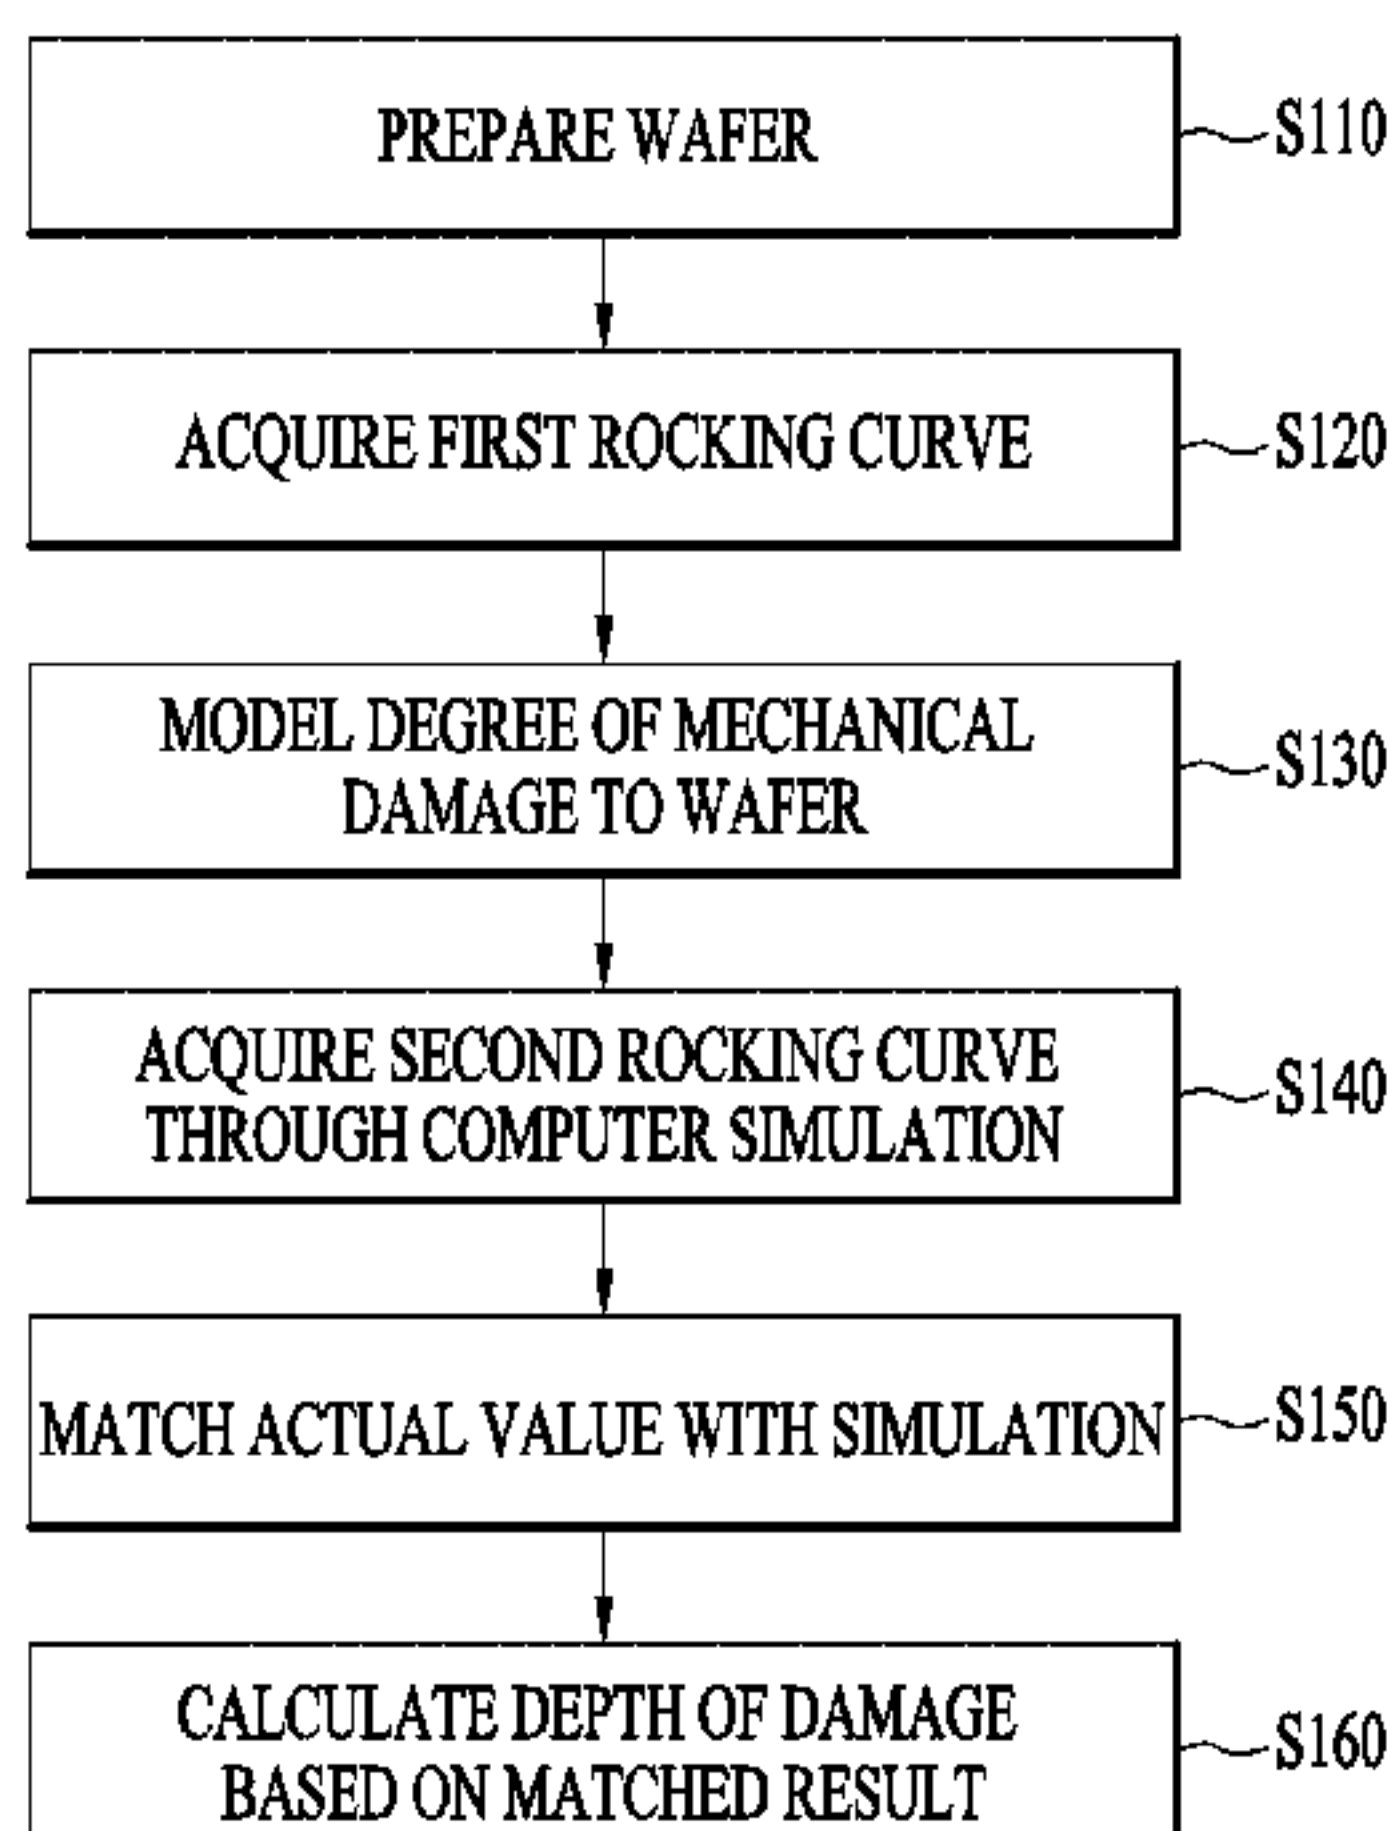 PREPARE WAFER
S110
ACQUIRE FIRST ROCKING CURVE
S120
MODEL DEGREE OF MECHANICAL
DAMAGE TO WAFER
S130
ACQUIRE SECOND ROCKING CURVE
THROUGH COMPUTER SIMULATION
S140
MATCH ACTUAL VALUE WITH SIMULATION
S150
CALCULATE DEPTH OF DAMAGE
BASED ON MATCHED RESULT
S160